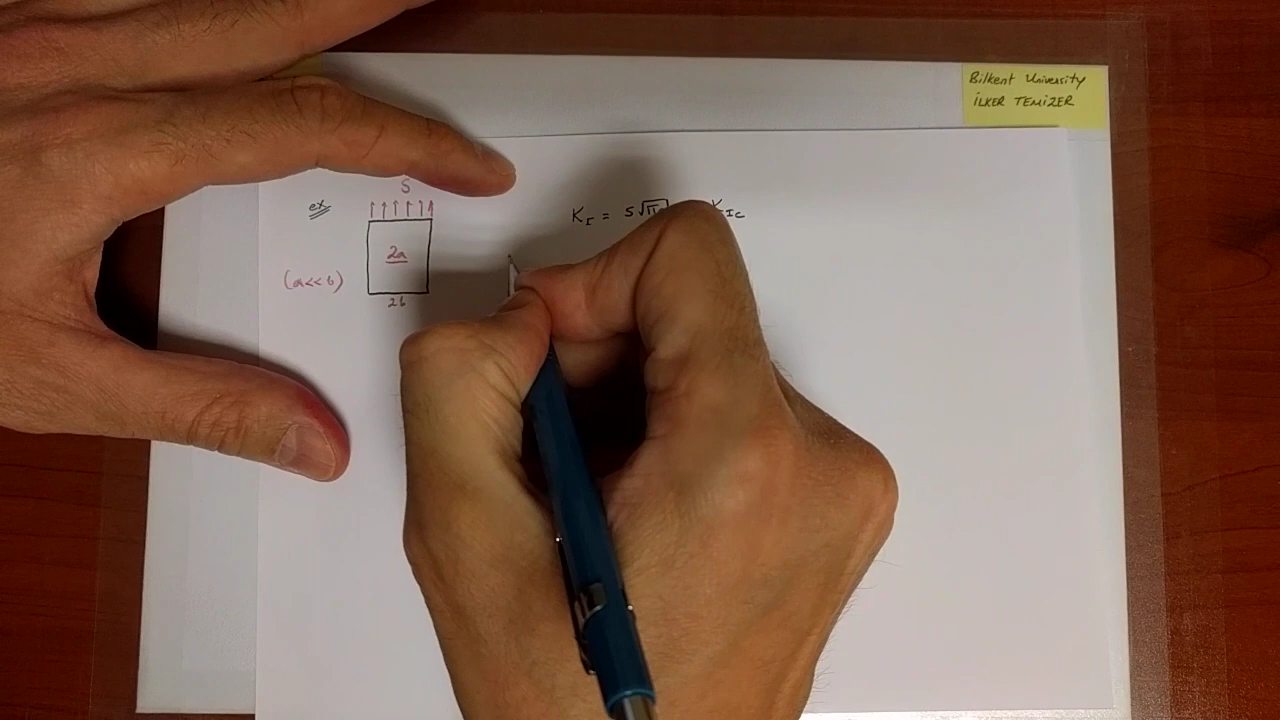 Bilkent University
İLKER TEMİZER
S
ex
K_I = S√π K_Ic
2a
(a<<b)
2b